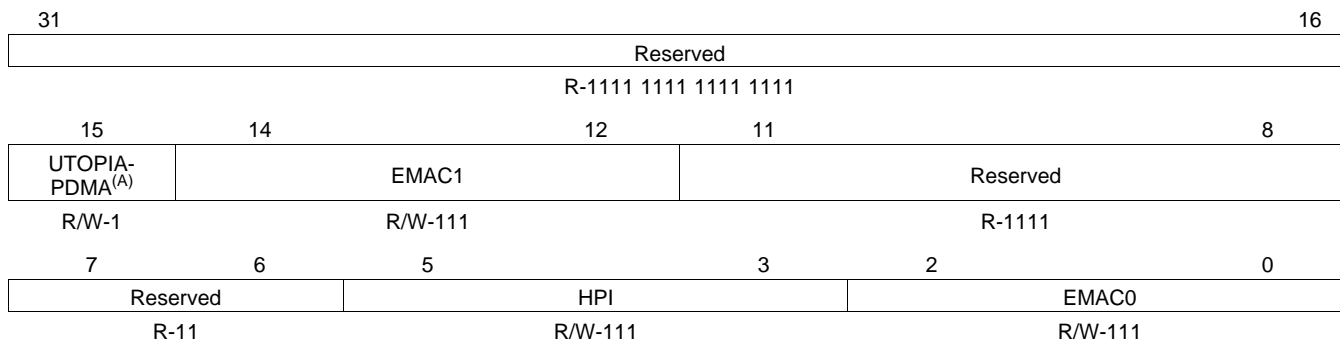 31 16
Reserved
R-1111 1111 1111 1111
15 14 12 11 8
UTOPIA-
PDMA(A) EMAC1 Reserved
R/W-1 R/W-111 R-1111
7 6 5 3 2 0
Reserved HPI EMAC0
R-11 R/W-111 R/W-111